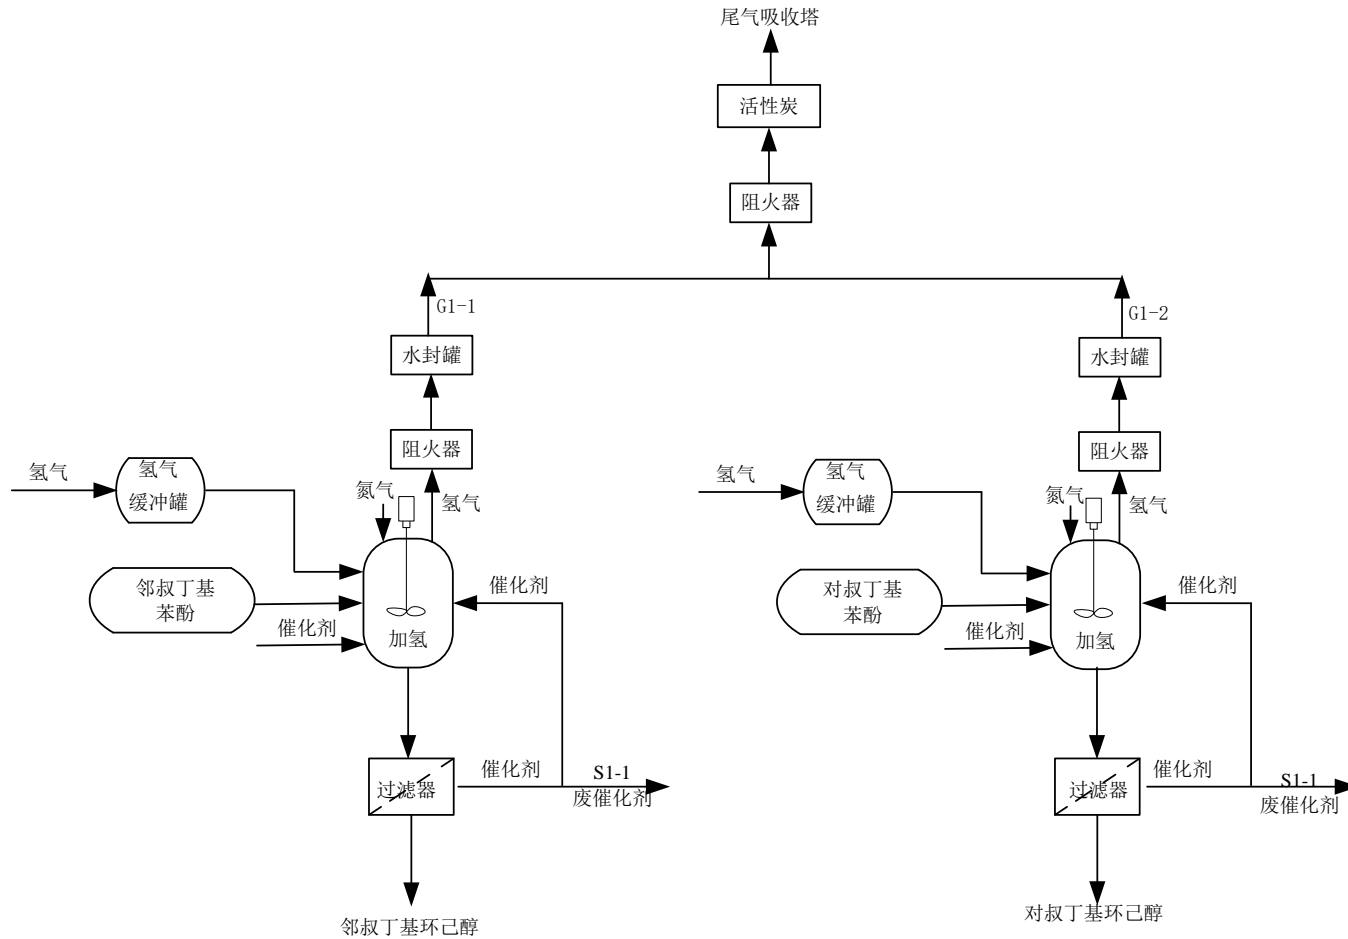 尾气吸收塔
活性炭
阻火器
G1-1
G1-2
水封罐
水封罐
阻火器
阻火器
氢气
氢气
缓冲罐
氮气
氢气
氢气
氢气
缓冲罐
氮气
氢气
邻叔丁基
苯酚
催化剂
催化剂
加氢
对叔丁基
苯酚
催化剂
催化剂
加氢
过滤器
催化剂
S1-1
废催化剂
过滤器
催化剂
S1-1
废催化剂
邻叔丁基环己醇
对叔丁基环己醇